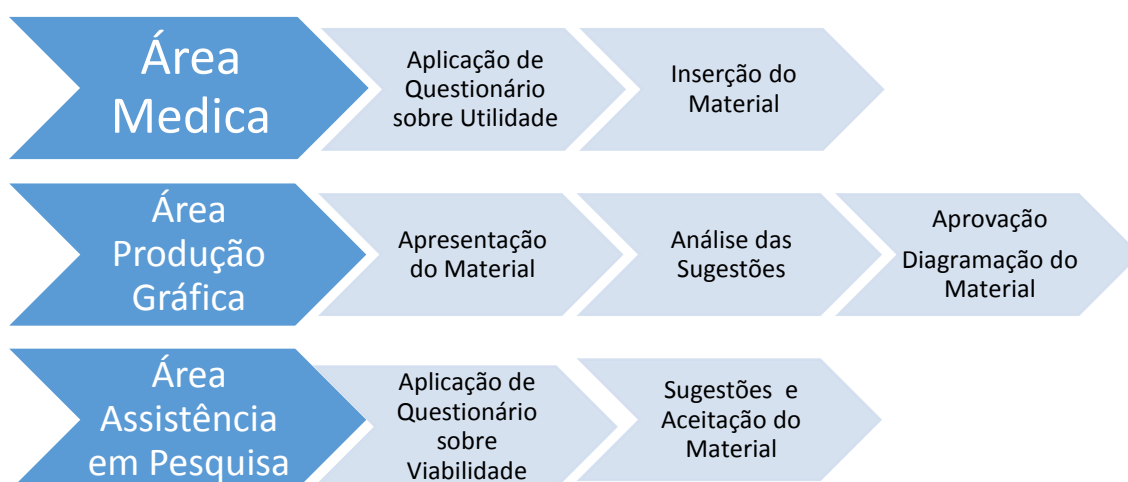 Área
Medica
Aplicação de
Questionário
sobre Utilidade
Inserção do
Material
Área
Produção
Gráfica
Apresentação
do Material
Análise das
Sugestões
Aprovação
Diagramação do
Material
Área
Assistência
em Pesquisa
Aplicação de
Questionário
sobre
Viabilidade
Sugestões e
Aceitação do
Material